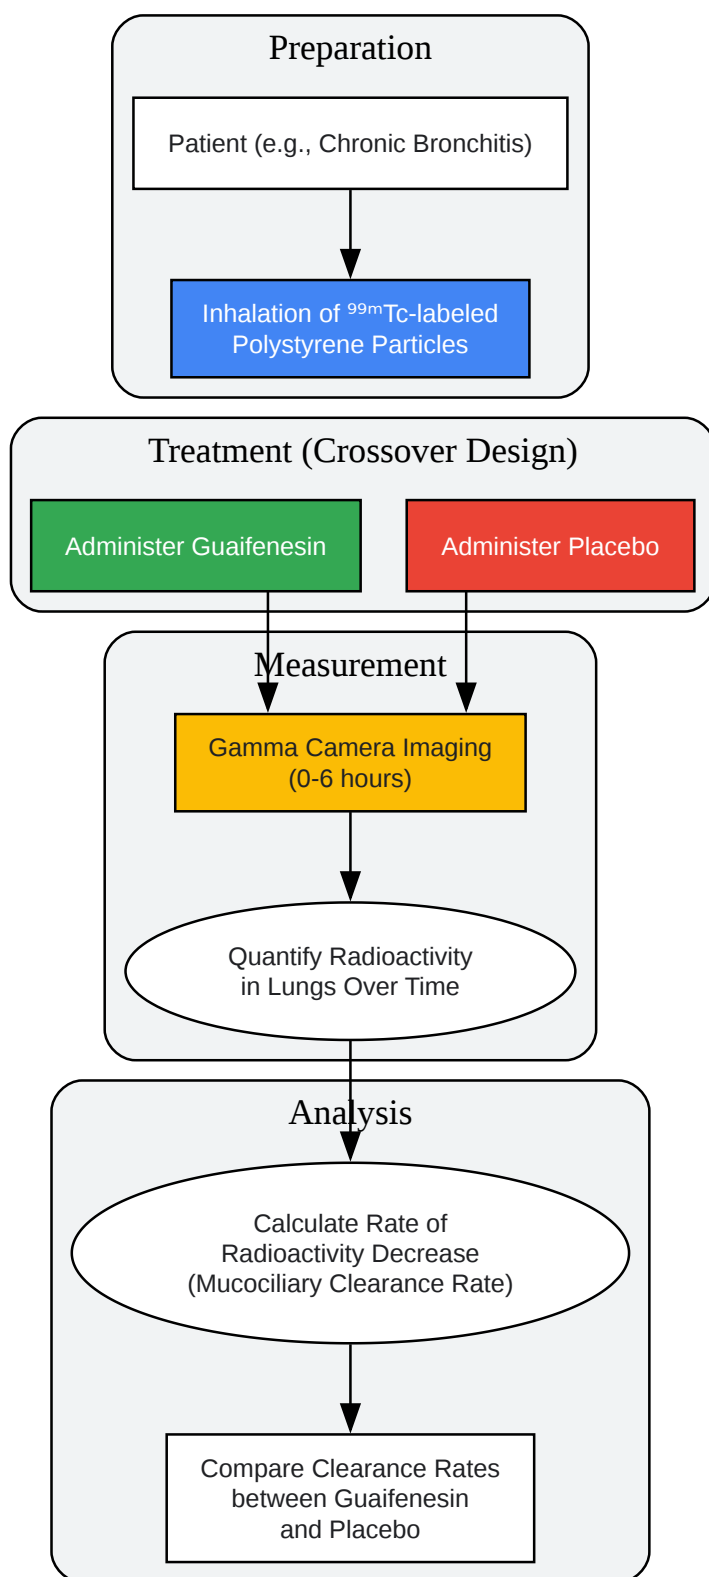 Preparation
Patient (e.g., Chronic Bronchitis)
Inhalation of ⁹⁹ᵐTc-labeled
Polystyrene Particles
Treatment (Crossover Design)
Administer Guaifenesin
Administer Placebo
Measurement
Gamma Camera Imaging
(0-6 hours)
Quantify Radioactivity
in Lungs Over Time
Analysis
Calculate Rate of
Radioactivity Decrease
(Mucociliary Clearance Rate)
Compare Clearance Rates
between Guaifenesin
and Placebo